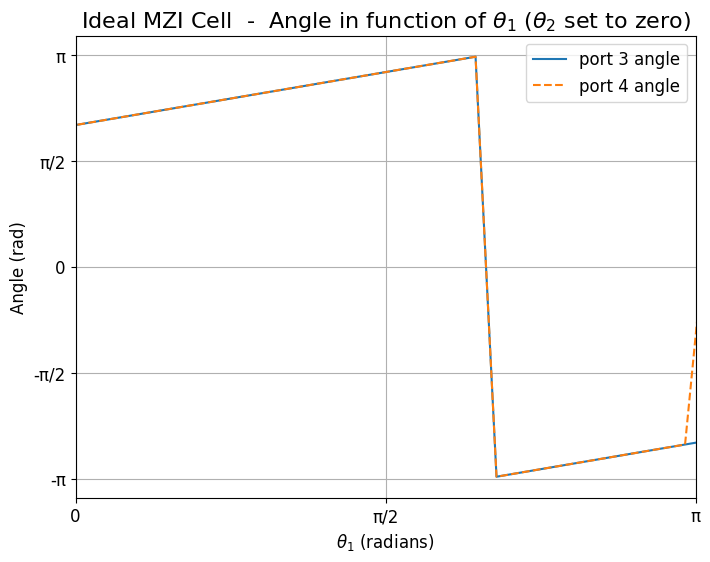 Ideal MZI Cell - Angle in function of θ₁ (θ₂ set to zero)
port 3 angle
port 4 angle
π
π/2
0
-π/2
-π
Angle (rad)
0 π/2 π
θ₁ (radians)